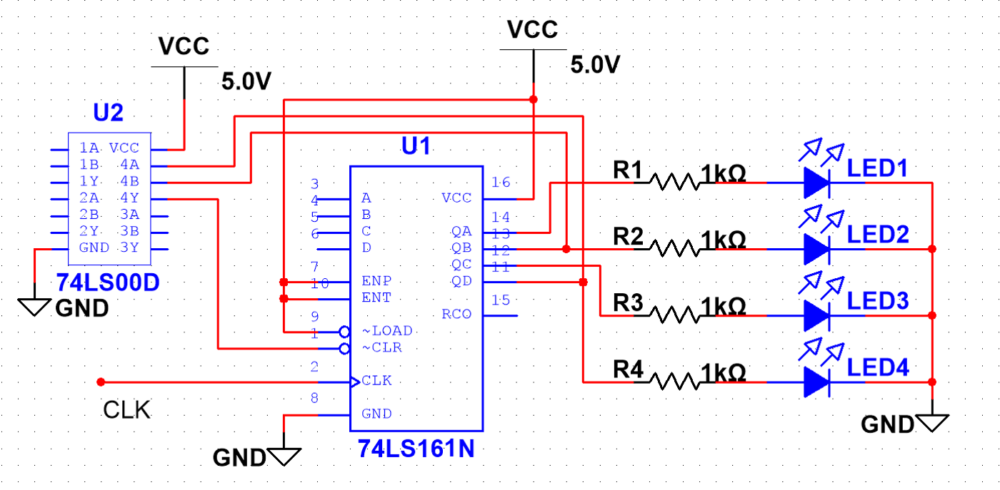 VCC
5.0V
VCC
5.0V
U2
1A VCC
1B 4A
1Y 4B
2A 4Y
2B 3A
2Y 3B
GND 3Y
74LS00D
GND
U1
3
4
5
6
7
10
9
1
2
8
A
B
C
D
ENP
ENT
~LOAD
~CLR
CLK
GND
VCC
QA
QB
QC
QD
RCO
16
14
13
12
11
15
74LS161N
CLK
GND
R1 1kΩ LED1
R2 1kΩ LED2
R3 1kΩ LED3
R4 1kΩ LED4
GND